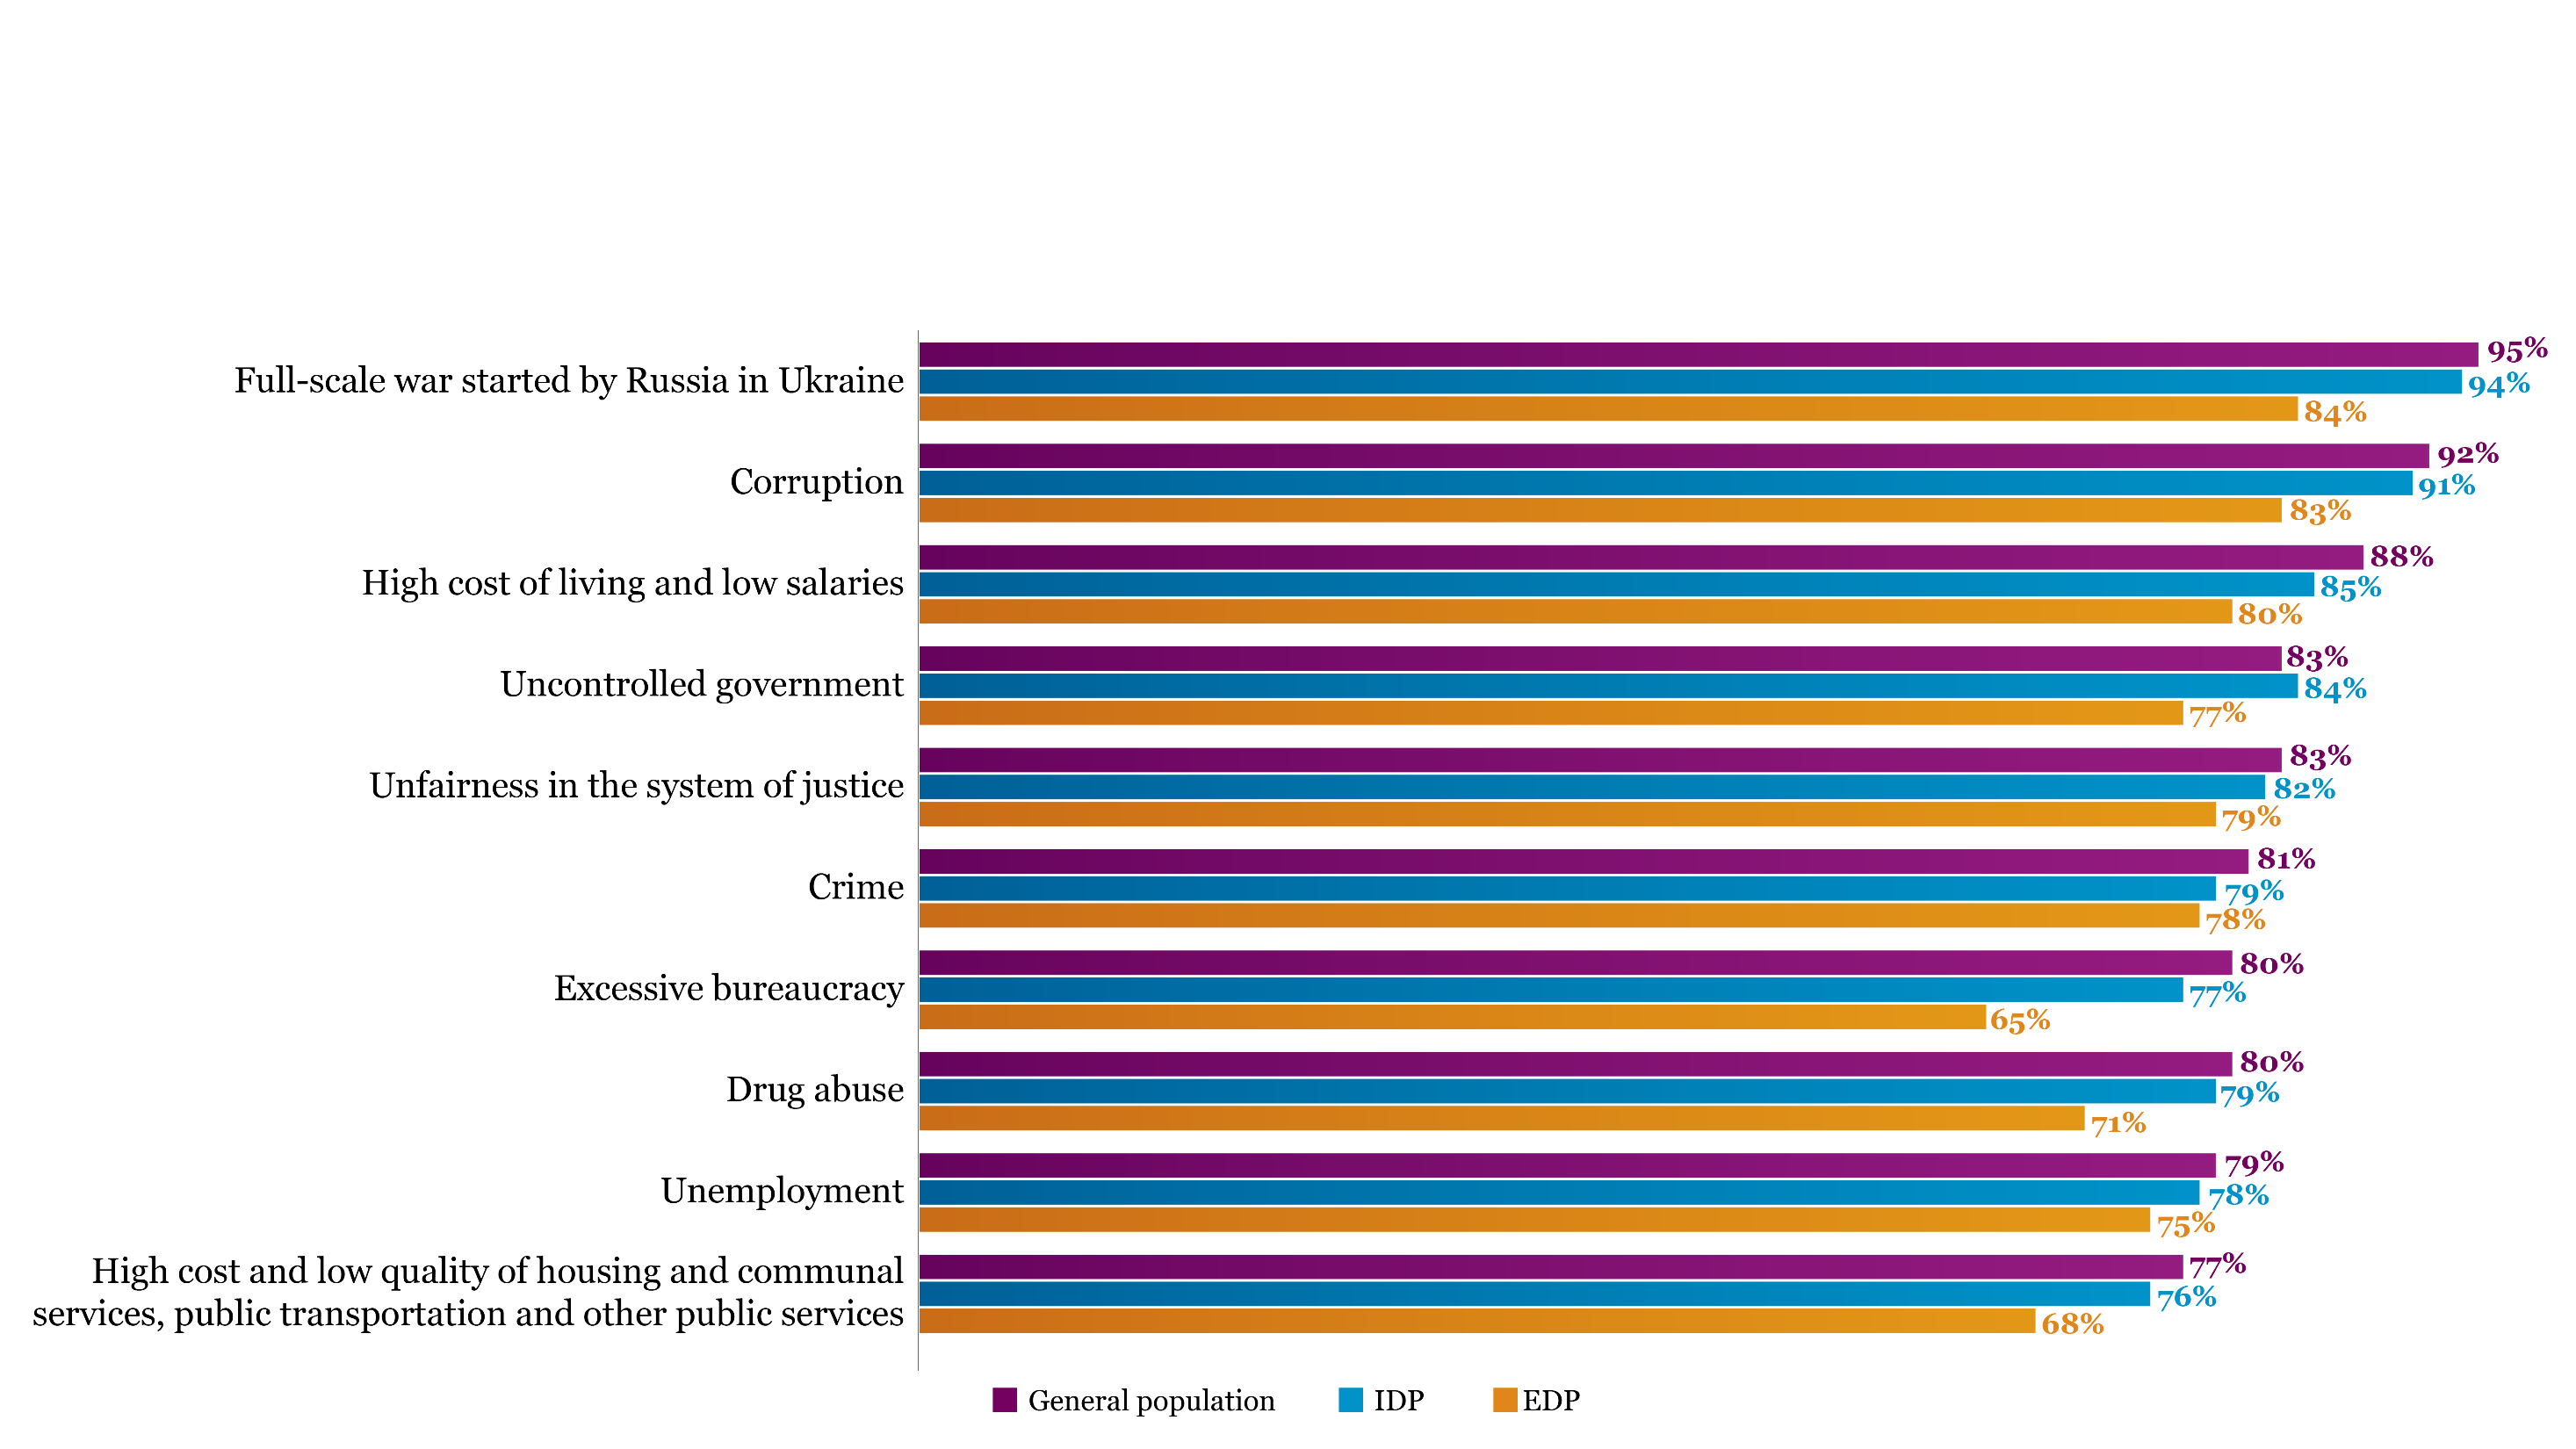 Full-scale war started by Russia in Ukraine
95%
94%
84%
Corruption
92%
91%
83%
High cost of living and low salaries
88%
85%
80%
Uncontrolled government
83%
84%
77%
Unfairness in the system of justice
83%
82%
79%
Crime
81%
79%
78%
Excessive bureaucracy
80%
77%
65%
Drug abuse
80%
79%
71%
Unemployment
79%
78%
75%
High cost and low quality of housing and communal
services, public transportation and other public services
77%
76%
68%
General population IDP EDP